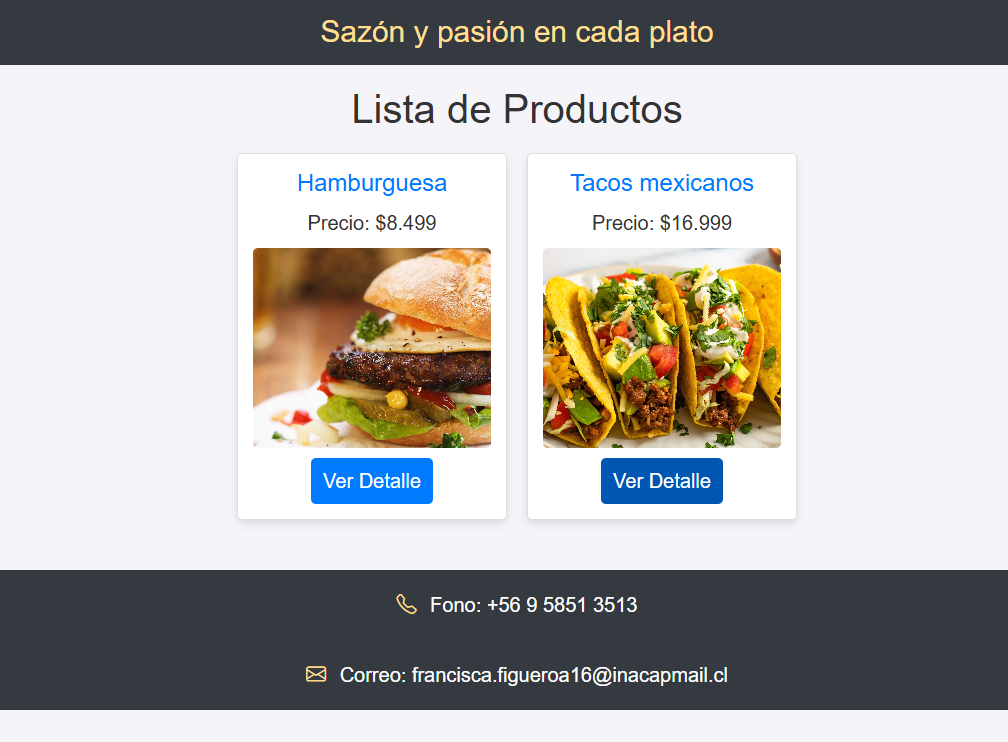 Sazón y pasión en cada plato
Lista de Productos
Hamburguesa
Precio: $8.499
Ver Detalle
Tacos mexicanos
Precio: $16.999
Ver Detalle
Fono: +56 9 5851 3513
Correo: francisca.figueroa16@inacapmail.cl